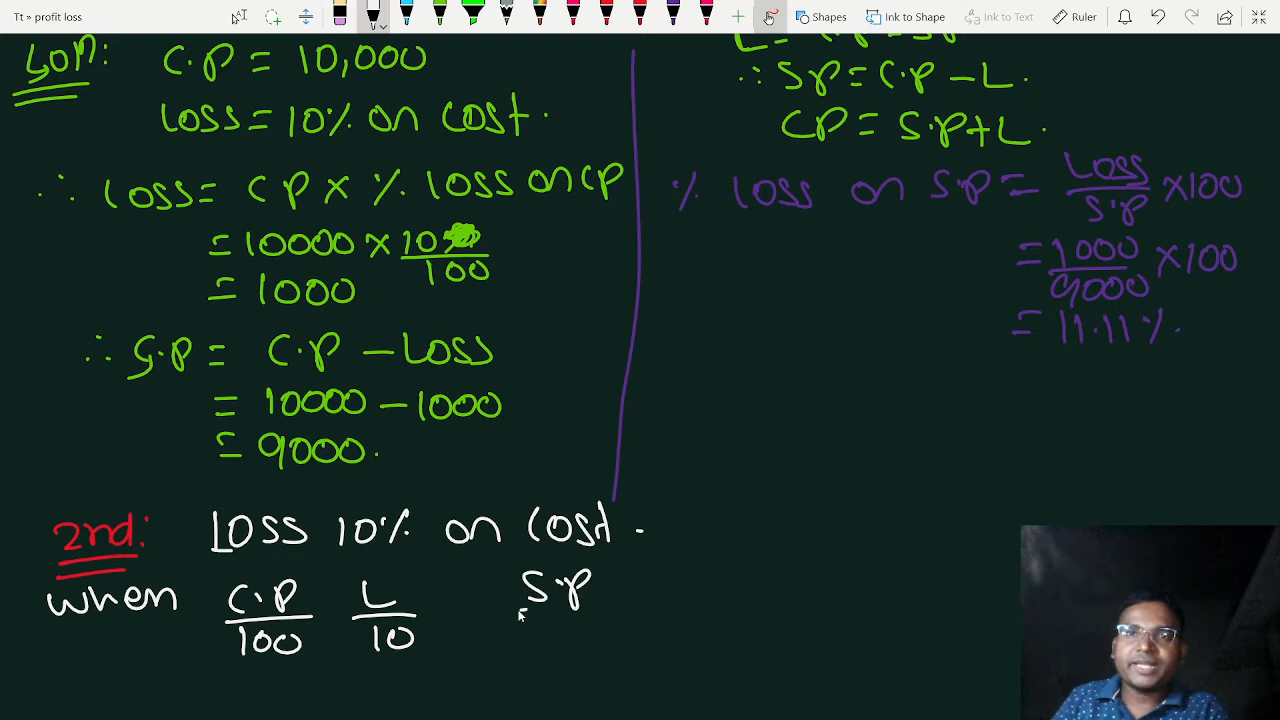 Tt » profit loss
Shapes
Ink to Shape
Ink to Text
Ruler
Soln:
C.P = 10,000
Loss = 10% on cost.
∴ Loss = CP × % loss on CP
= 10000 × 10/100
= 1000
∴ S.P = C.P – Loss
= 10000 – 1000
= 9000.
∴ SP = C.P – L.
CP = S.P + L.
% loss on S.P = Loss/S.P × 100
= 1000/9000 × 100
= 11.11%.
2nd: Loss 10% on cost.
when C.P L S.P
100 10